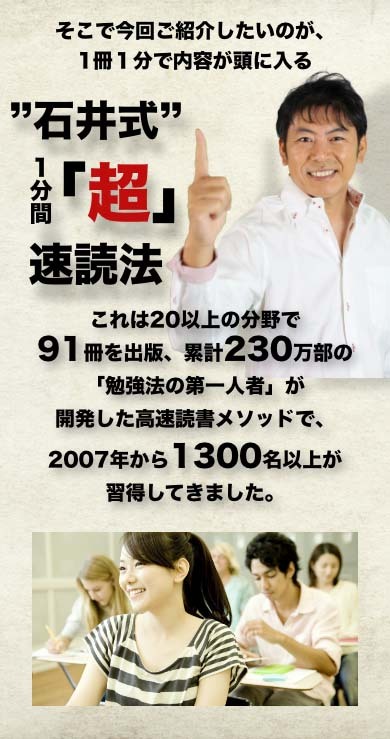 そこで今回ご紹介したいのが、
1冊1分で内容が頭に入る
”石井式”
1分間「超」
速読法
これは20以上の分野で
91冊を出版、累計230万部の
「勉強法の第一人者」が
開発した高速読書メソッドで、
2007年から1300名以上が
習得してきました。